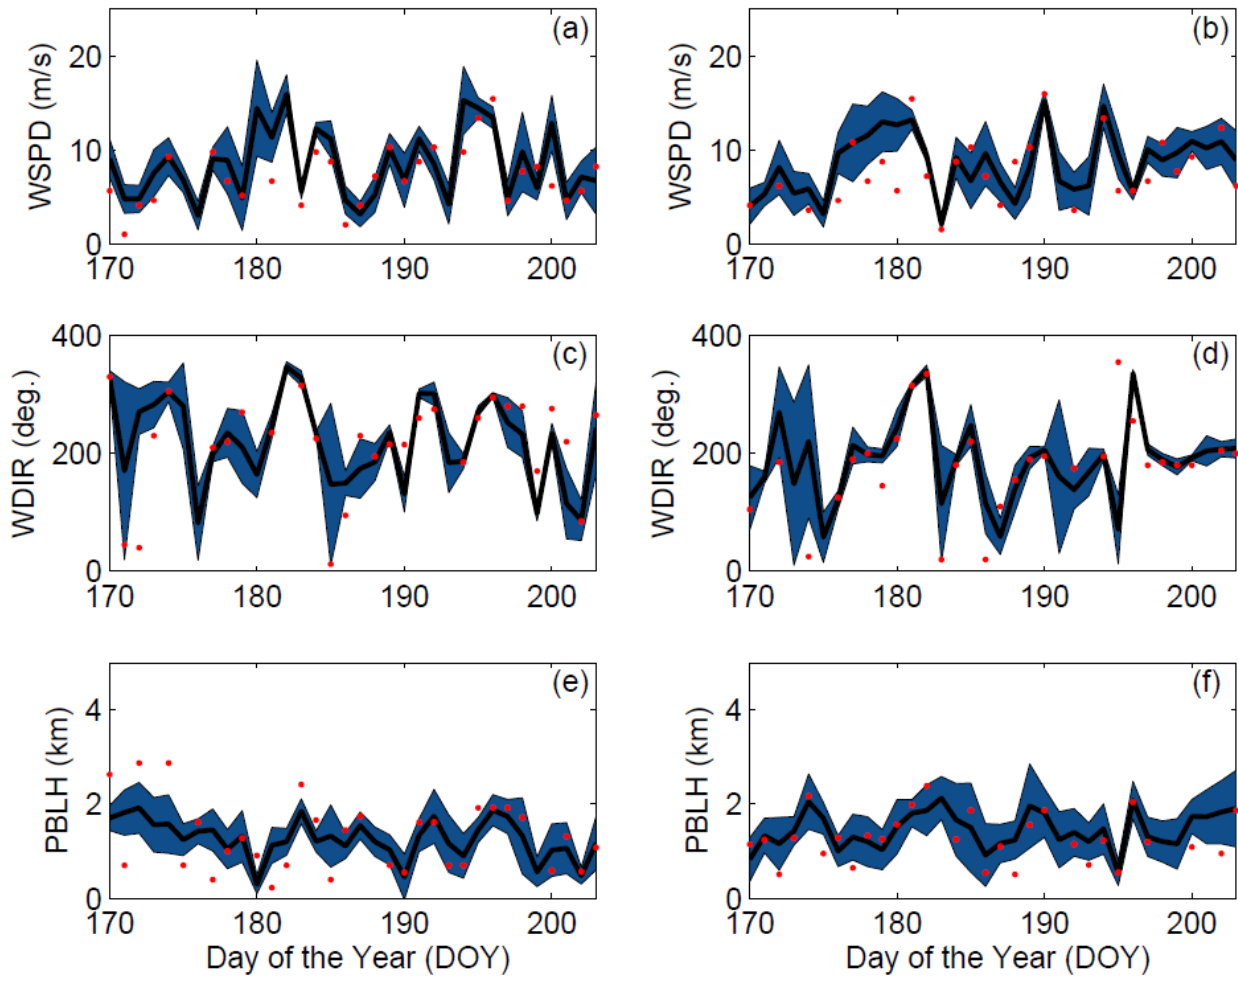 (a)
WSPD (m/s)
20
10
0
170 180 190 200
(b)
WSPD (m/s)
20
10
0
170 180 190 200
(c)
WDIR (deg.)
400
200
0
170 180 190 200
(d)
WDIR (deg.)
400
200
0
170 180 190 200
(e)
PBLH (km)
4
2
0
170 180 190 200
Day of the Year (DOY)
(f)
PBLH (km)
4
2
0
170 180 190 200
Day of the Year (DOY)